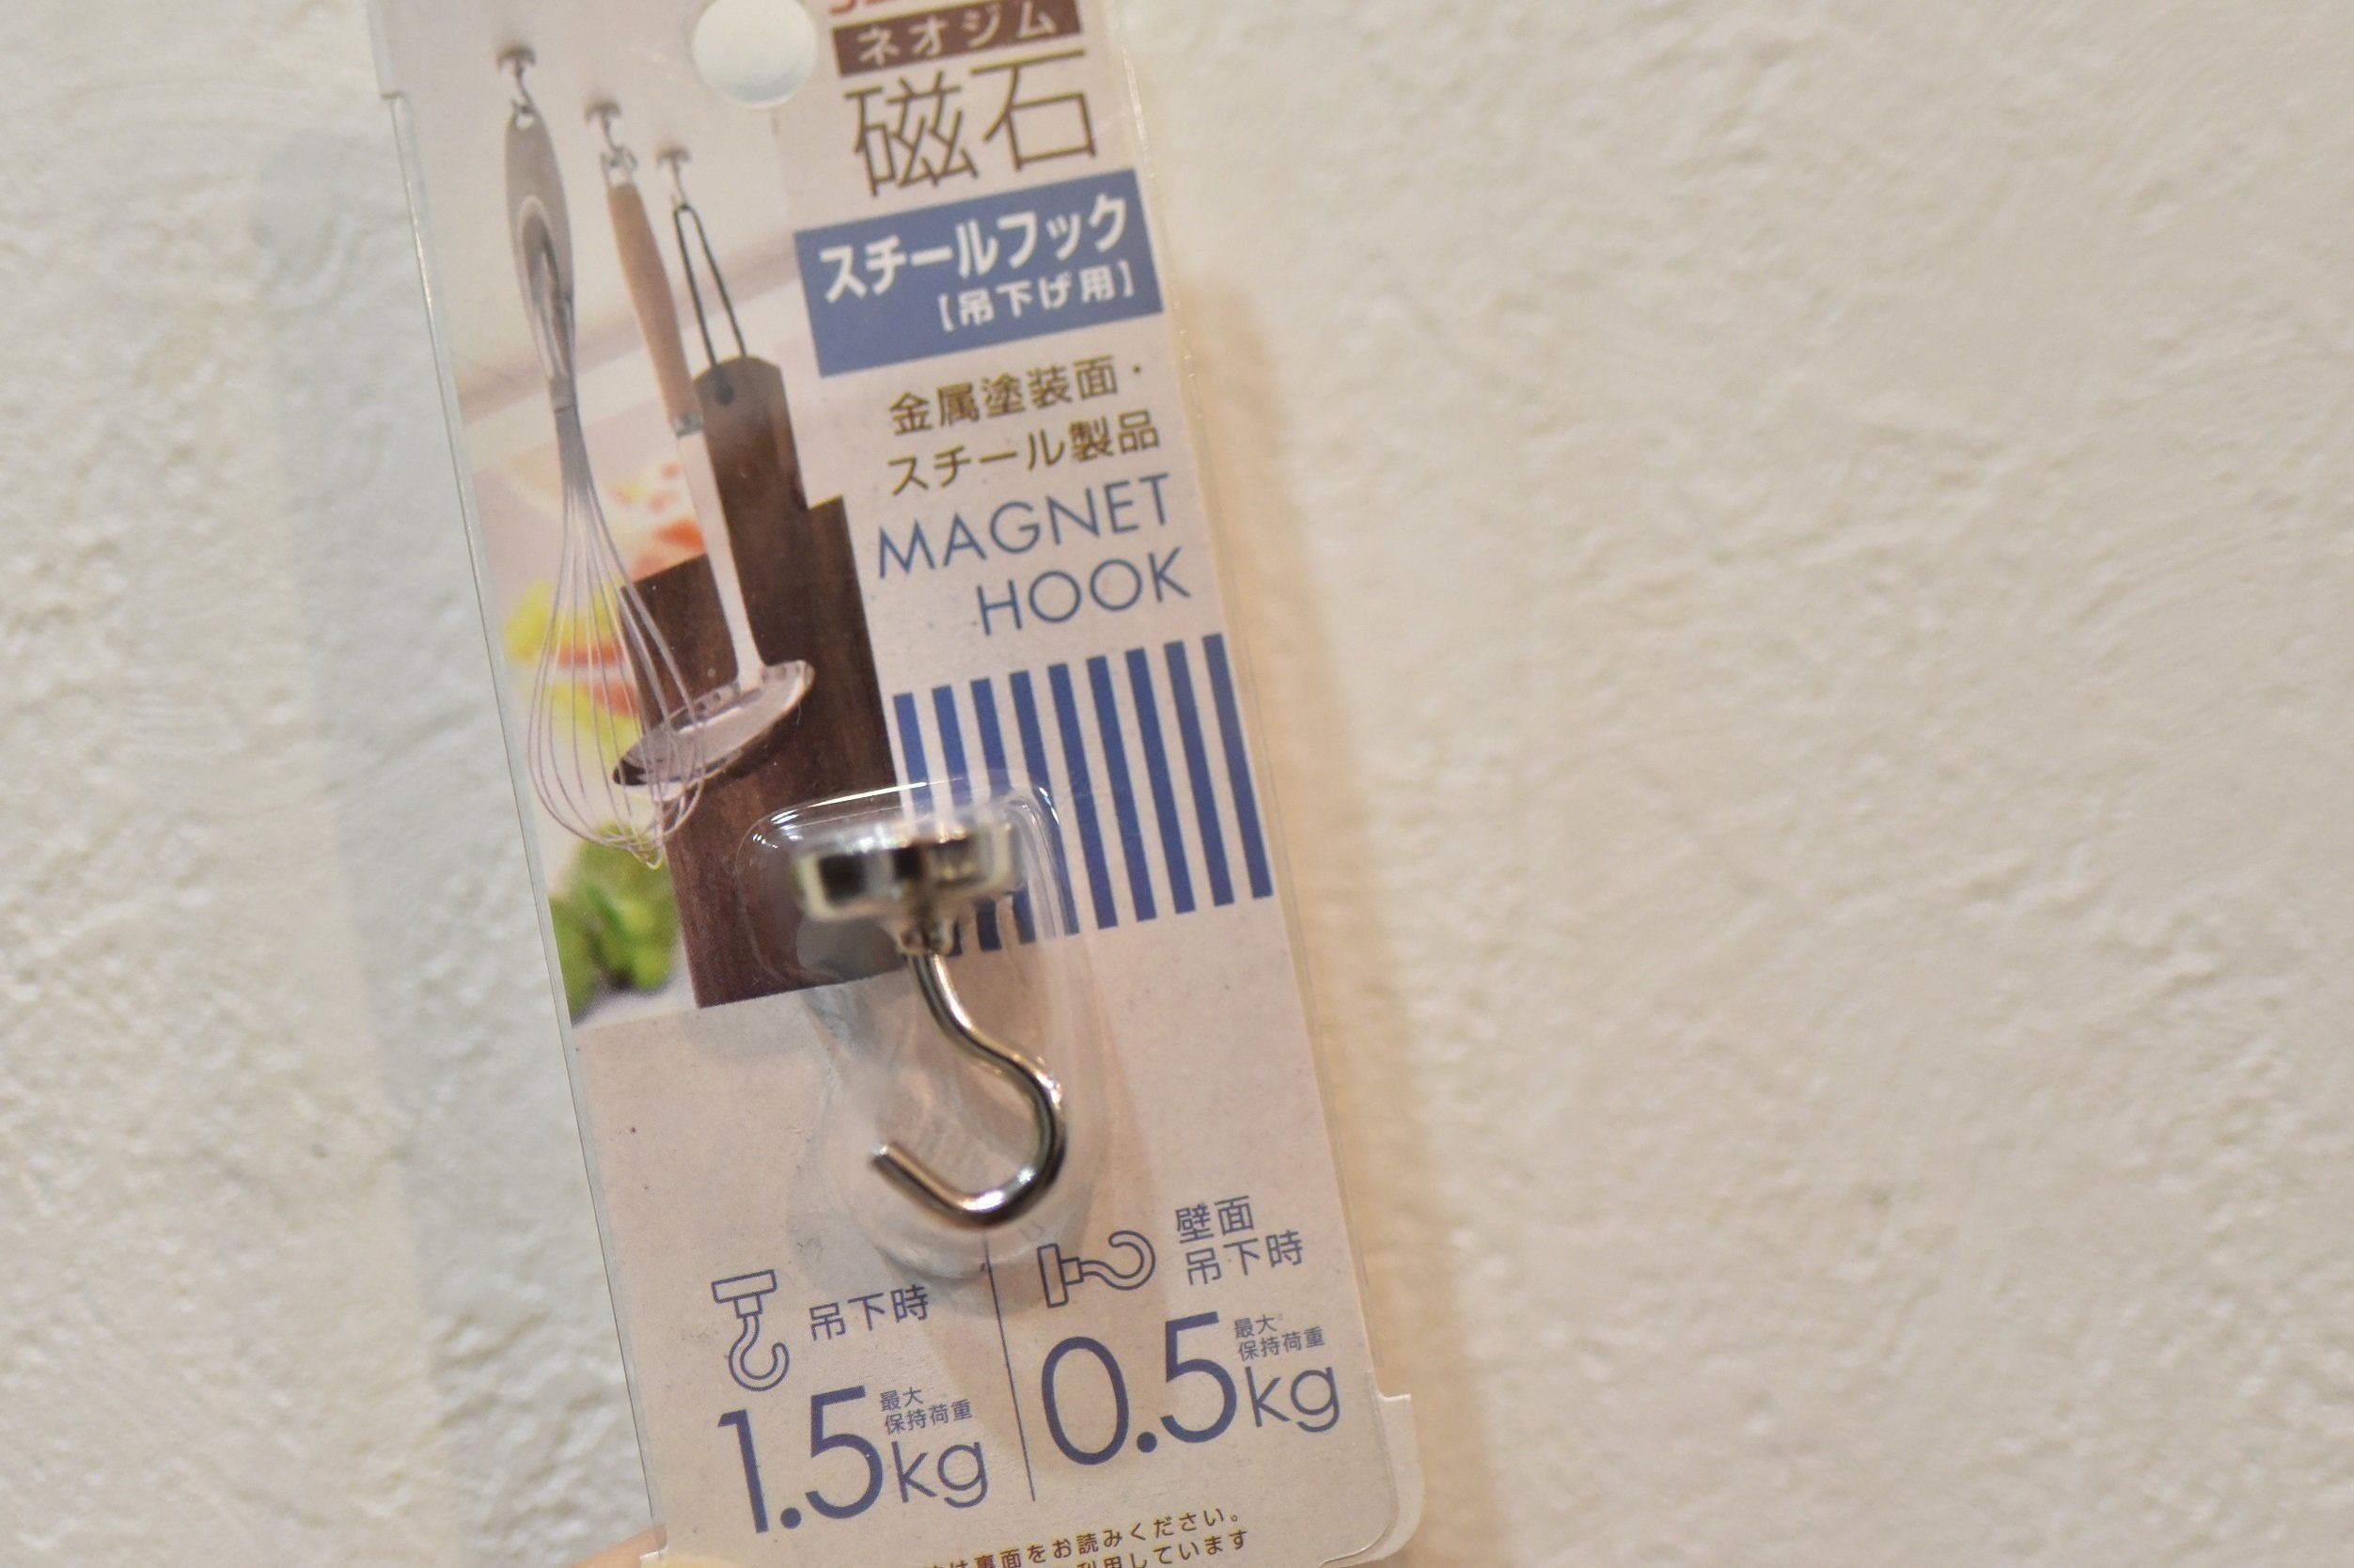 ネオジム
磁石
スチールフック
［吊下げ用］
金属塗装面・
スチール製品
MAGNET
HOOK
吊下時
最大
保持荷重
1.5kg
壁面
吊下時
最大
保持荷重
0.5kg
裏面をお読みください。
利用しています